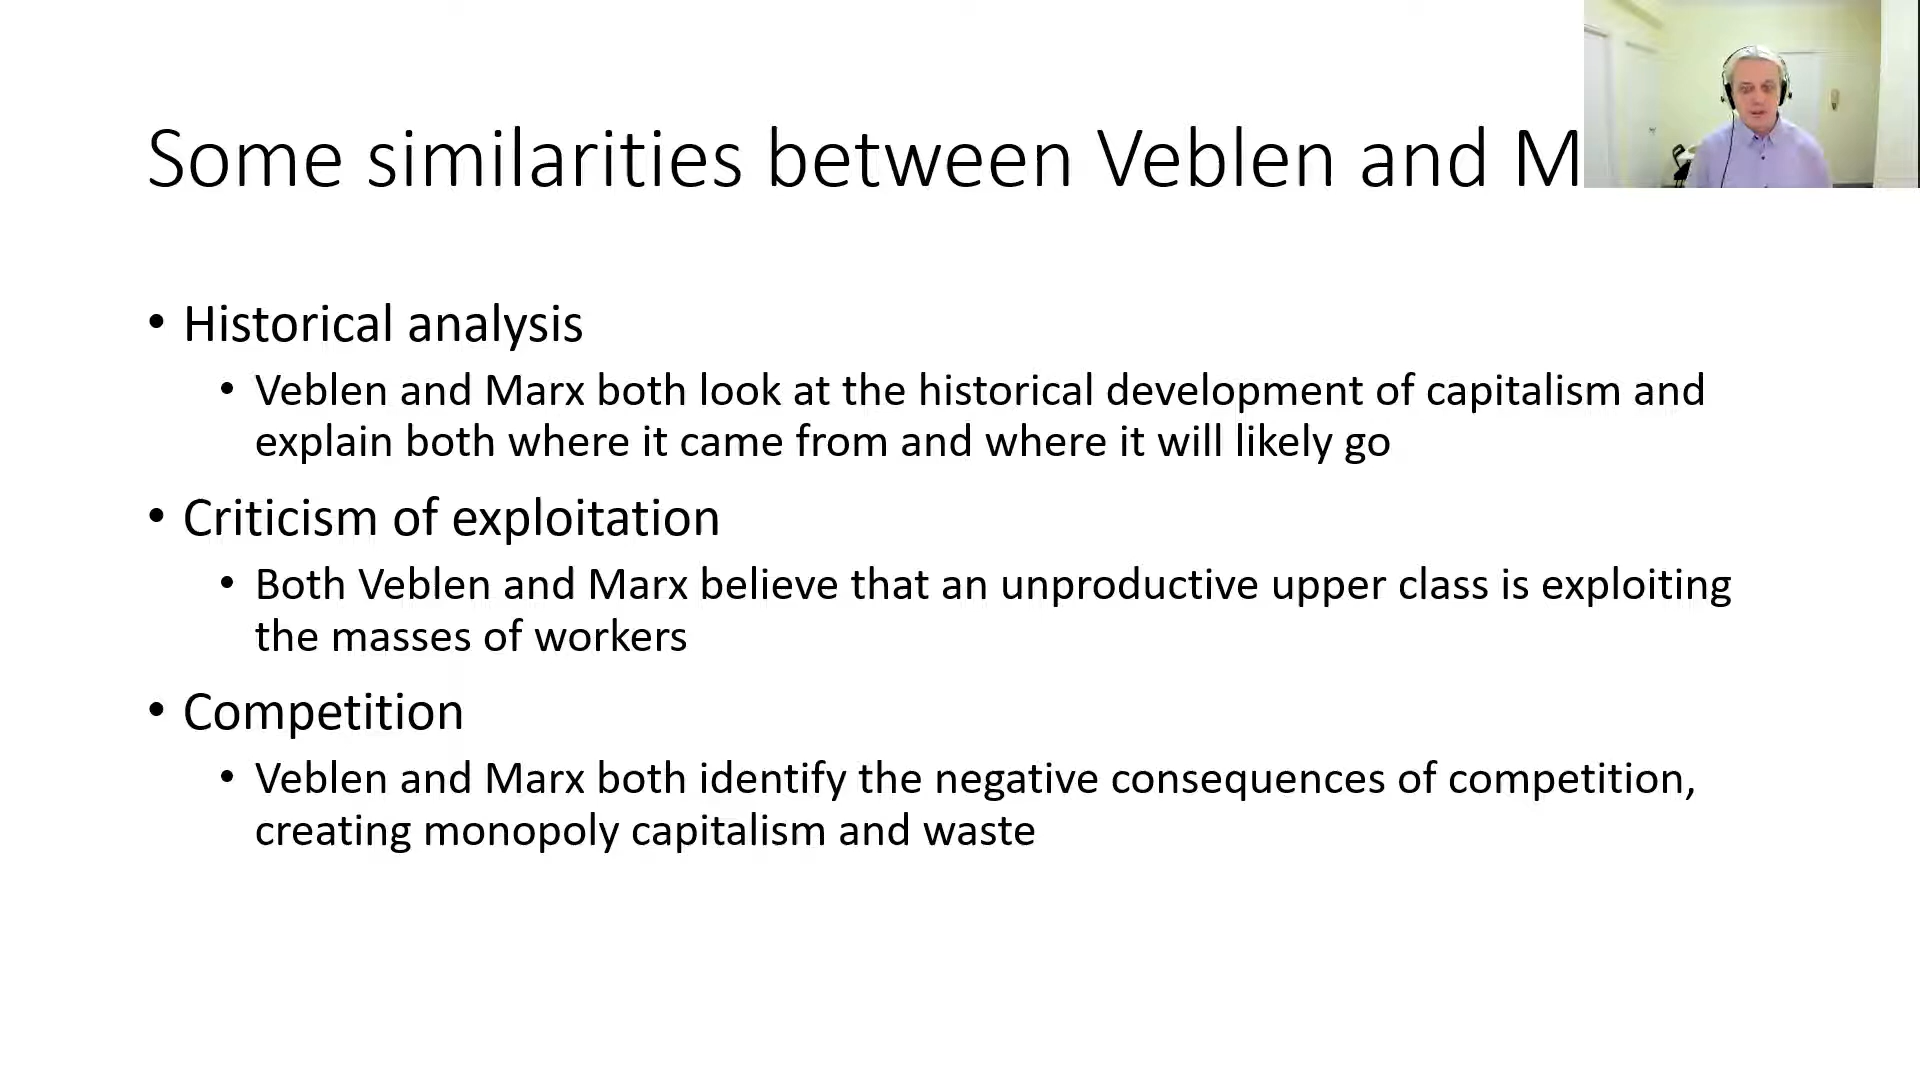 Some similarities between Veblen and M
• Historical analysis
• Veblen and Marx both look at the historical development of capitalism and
explain both where it came from and where it will likely go
• Criticism of exploitation
• Both Veblen and Marx believe that an unproductive upper class is exploiting
the masses of workers
• Competition
• Veblen and Marx both identify the negative consequences of competition,
creating monopoly capitalism and waste